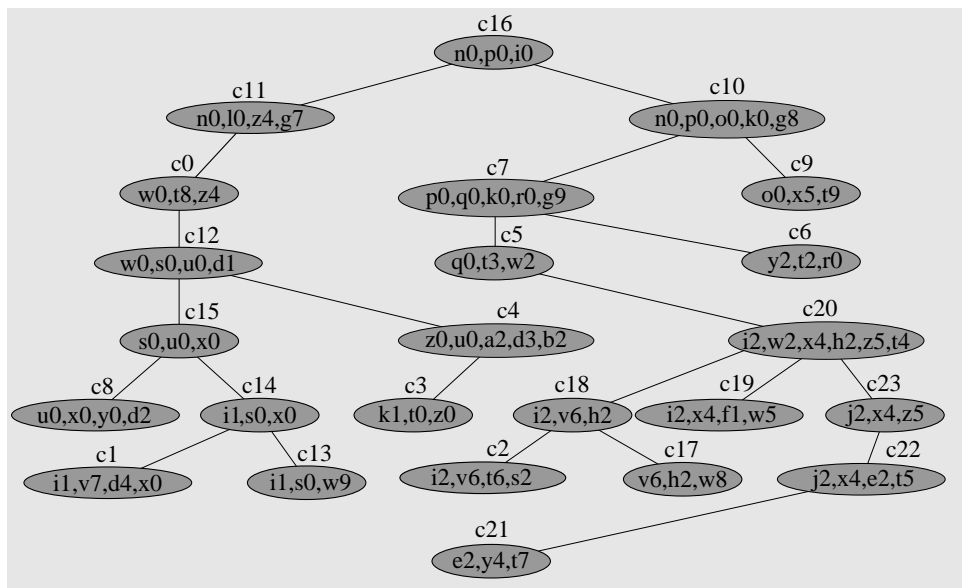 c16
n0,p0,i0
c11
c10
n0,l0,z4,g7
n0,p0,o0,k0,g8
c0
c7
c9
w0,t8,z4
p0,q0,k0,r0,g9
o0,x5,t9
c12
c5
c6
w0,s0,u0,d1
q0,t3,w2
y2,t2,r0
c15
c4
c20
s0,u0,x0
z0,u0,a2,d3,b2
i2,w2,x4,h2,z5,t4
c8
c14
c3
c18
c19
c23
u0,x0,y0,d2
i1,s0,x0
k1,t0,z0
i2,v6,h2
i2,x4,f1,w5
j2,x4,z5
c1
c13
c2
c17
c22
i1,v7,d4,x0
i1,s0,w9
i2,v6,t6,s2
v6,h2,w8
j2,x4,e2,t5
c21
e2,y4,t7